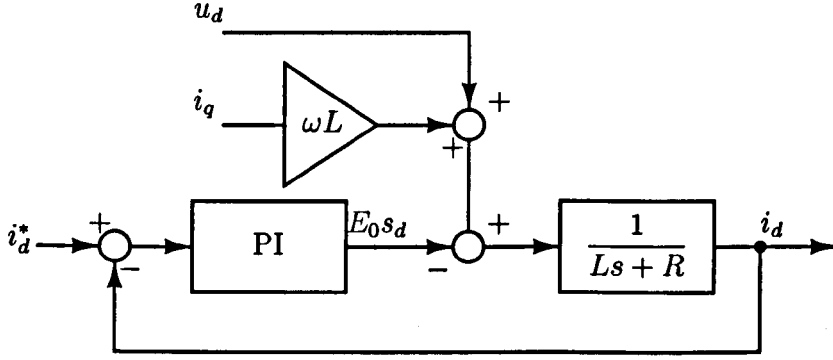 u_d
i_q
ωL
+
+
i_d^*
+
−
PI
E_0 s_d
−
+
1
Ls + R
i_d